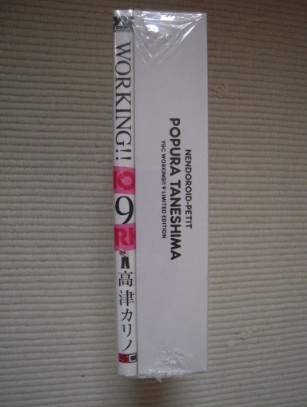 WORKING!!
9
高津カリノ
NENDOROID-PETIT
POPURA TANESHIMA
YGC WORKING!! 9 LIMITED EDITION